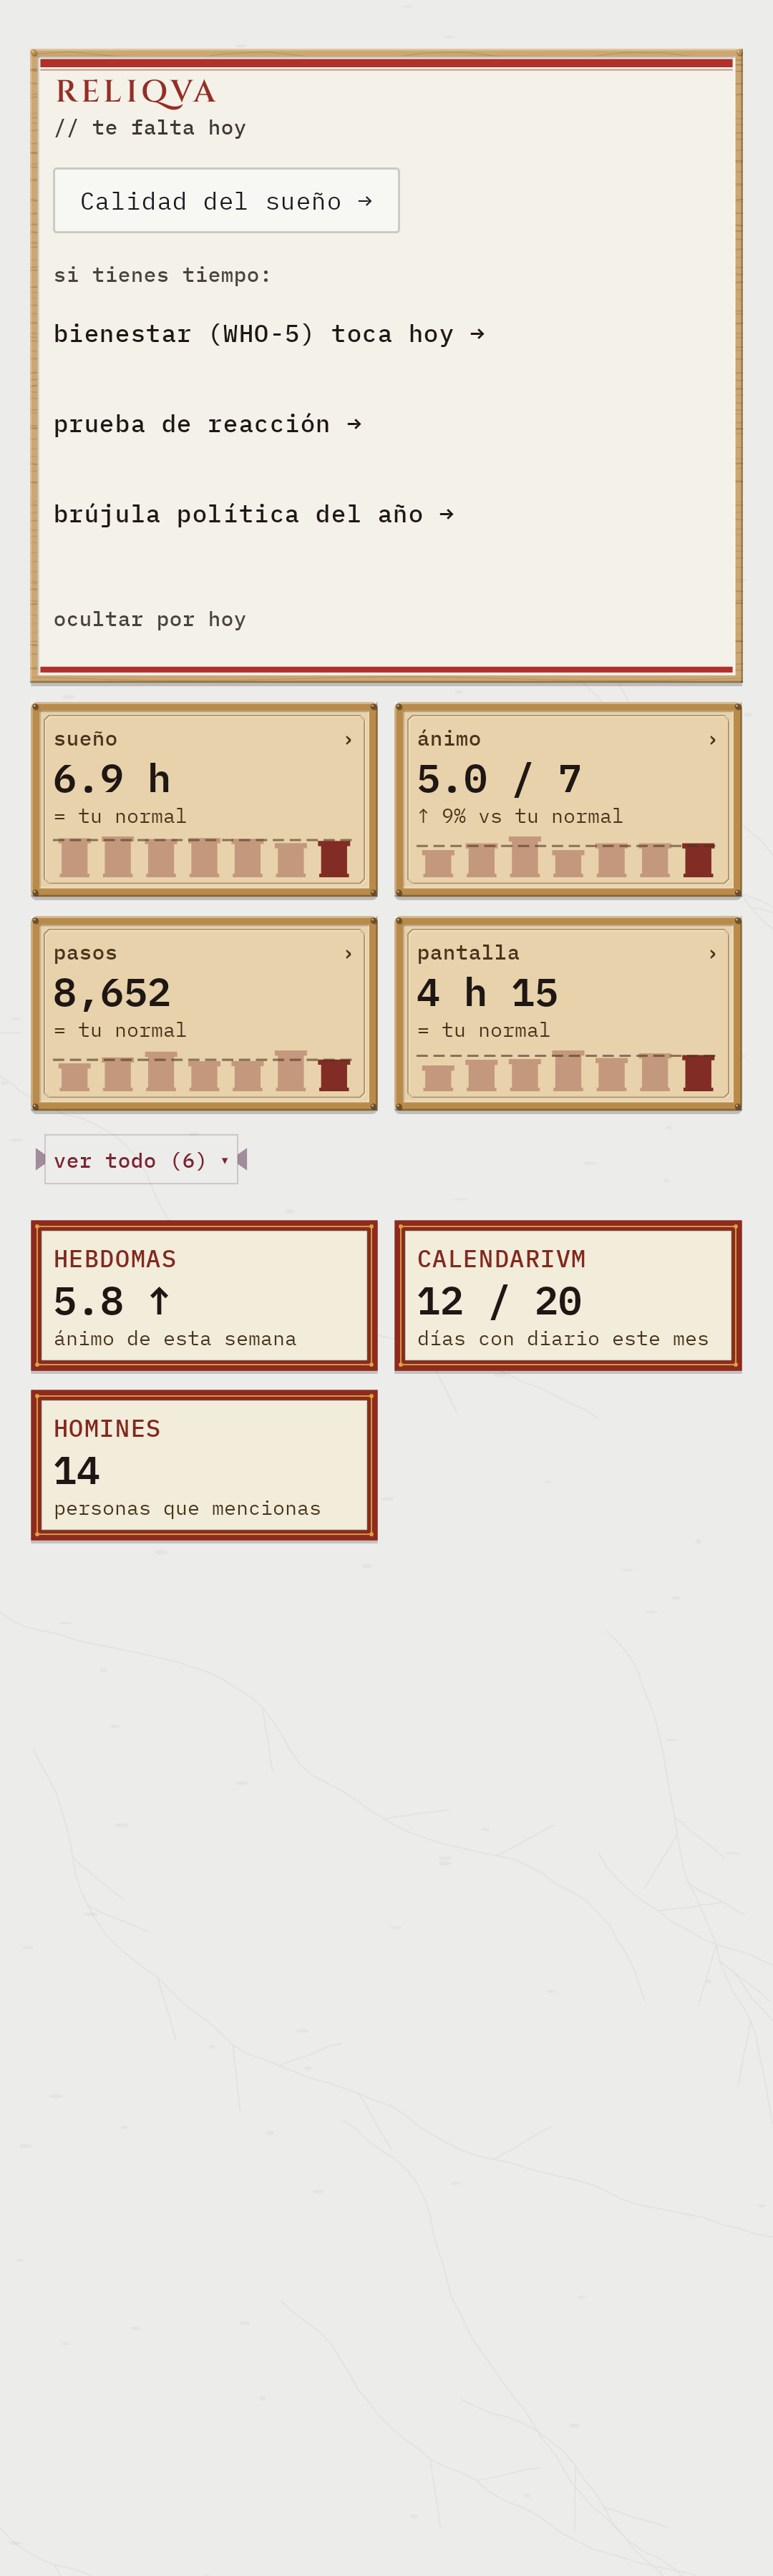 RELIQVA
// te falta hoy
Calidad del sueño →
si tienes tiempo:
bienestar (WHO-5) toca hoy →
prueba de reacción →
brújula política del año →
ocultar por hoy
sueño ›
6.9 h
= tu normal
ánimo ›
5.0 / 7
↑ 9% vs tu normal
pasos ›
8,652
= tu normal
pantalla ›
4 h 15
= tu normal
ver todo (6) ▾
HEBDOMAS
5.8 ↑
ánimo de esta semana
CALENDARIVM
12 / 20
días con diario este mes
HOMINES
14
personas que mencionas